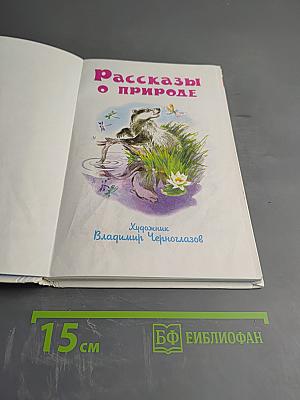 Рассказы
о природе
Художник
Владимир Черноглазов
15 см
БФ БИБЛИОФАН